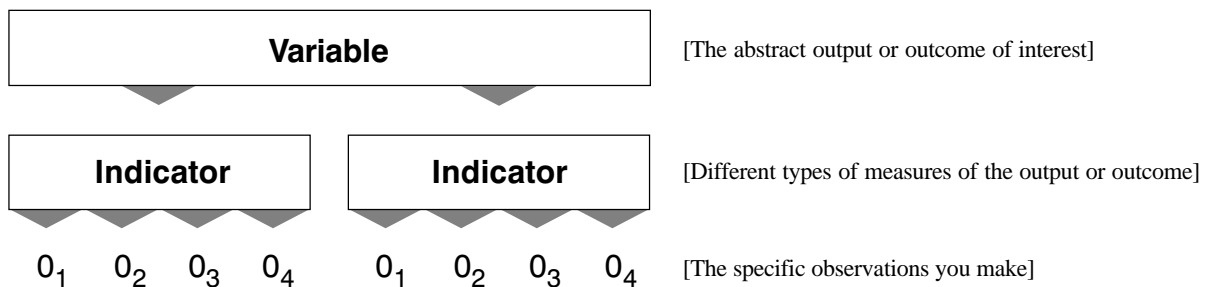 Variable [The abstract output or outcome of interest]
Indicator Indicator [Different types of measures of the output or outcome]
0₁ 0₂ 0₃ 0₄ 0₁ 0₂ 0₃ 0₄ [The specific observations you make]